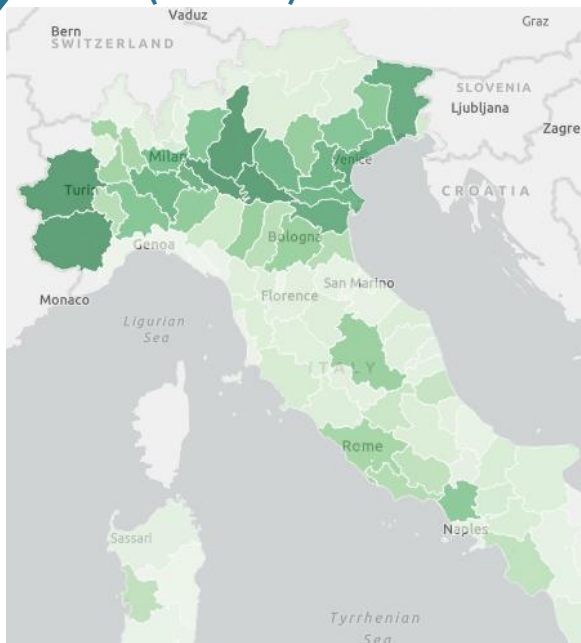 Vaduz
Graz
Bern
SWITZERLAND
SLOVENIA
Ljubljana
Zagre
Milan
Venice
Turin
CROATIA
Bologna
Genoa
San Marino
Monaco
Florence
Ligurian
Sea
ITALY
Rome
Naples
Sassari
Tyrrhenian
Sea